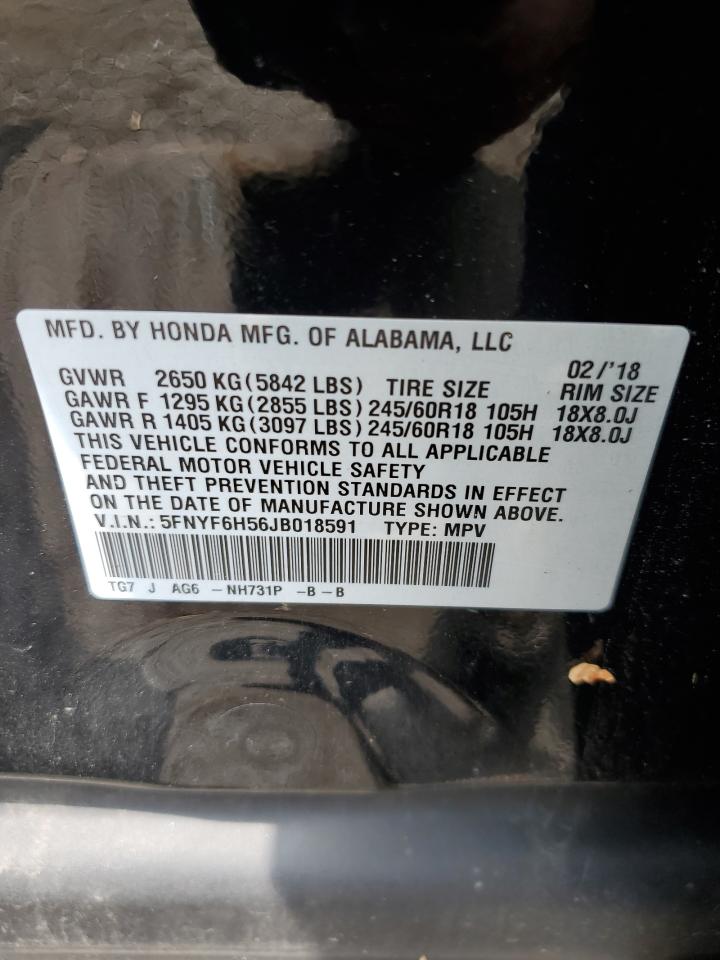 MFD. BY HONDA MFG. OF ALABAMA, LLC
02/'18
GVWR 2650 KG(5842 LBS) TIRE SIZE RIM SIZE
GAWR F 1295 KG(2855 LBS) 245/60R18 105H 18X8.0J
GAWR R 1405 KG(3097 LBS) 245/60R18 105H 18X8.0J
THIS VEHICLE CONFORMS TO ALL APPLICABLE
FEDERAL MOTOR VEHICLE SAFETY
AND THEFT PREVENTION STANDARDS IN EFFECT
ON THE DATE OF MANUFACTURE SHOWN ABOVE.
V.I.N.: 5FNYF6H56JB018591 TYPE: MPV
TG7 J AG6 -NH731P -B-B